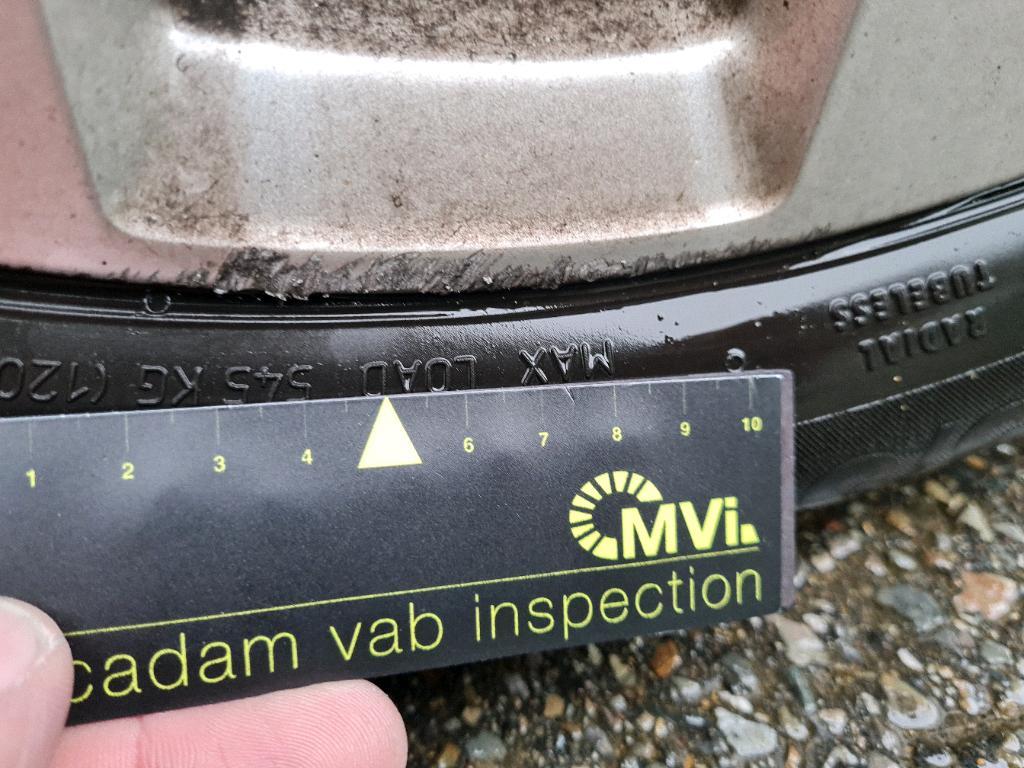 RADIAL
TUBELESS
MAX LOAD 545 KG (120
1 2 3 4 6 7 8 9 10
MVi
cadam vab inspection